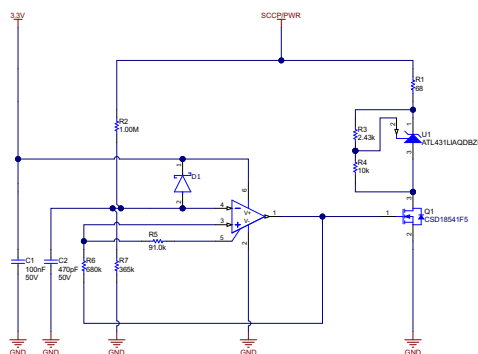 3.3V
SCCP/PWR
R1
68
R2
1.00M
R3
2.43k
2
1
U1
ATL431LIAQDBZ
3
R4
10k
D1
1
2
6
4
V+
3
V-
1
5
2
R5
91.0k
3
1
Q1
CSD18541F5
2
C1
100nF
50V
C2
470pF
50V
R6
680k
R7
365k
GND
GND
GND
GND
GND